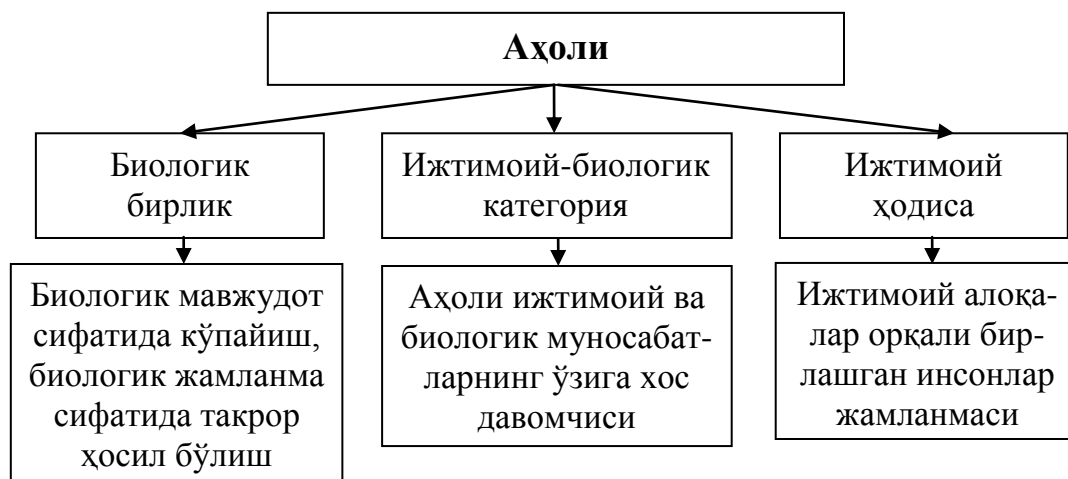 Аҳоли
Биологик
бирлик
Ижтимоий-биологик
категория
Ижтимоий
ҳодиса
Биологик мавжудот
сифатида кўпайиш,
биологик жамланма
сифатида такрор
ҳосил бўлиш
Аҳоли ижтимоий ва
биологик муносабат-
ларнинг ўзига хос
давомчиси
Ижтимоий алоқа-
лар орқали бир-
лашган инсонлар
жамланмаси